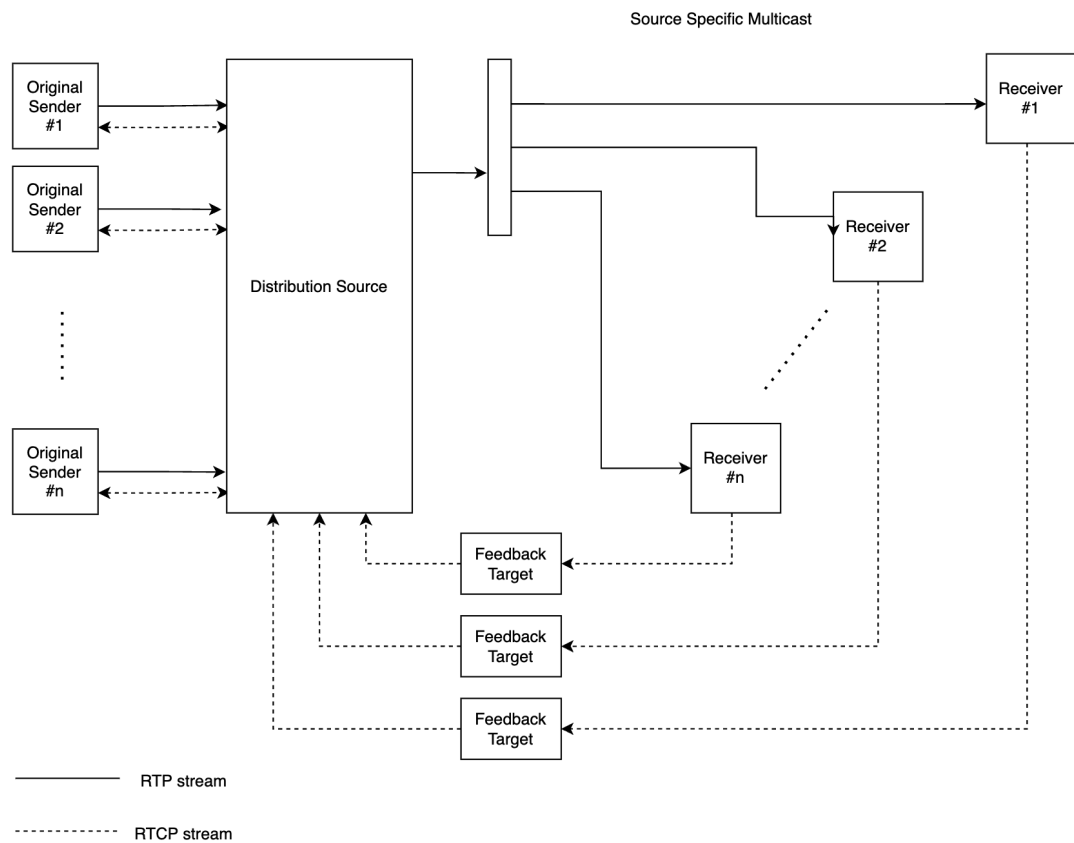 Source Specific Multicast
Original
Sender
#1
Receiver
#1
Original
Sender
#2
Receiver
#2
Distribution Source
Original
Sender
#n
Receiver
#n
Feedback
Target
Feedback
Target
Feedback
Target
RTP stream
RTCP stream